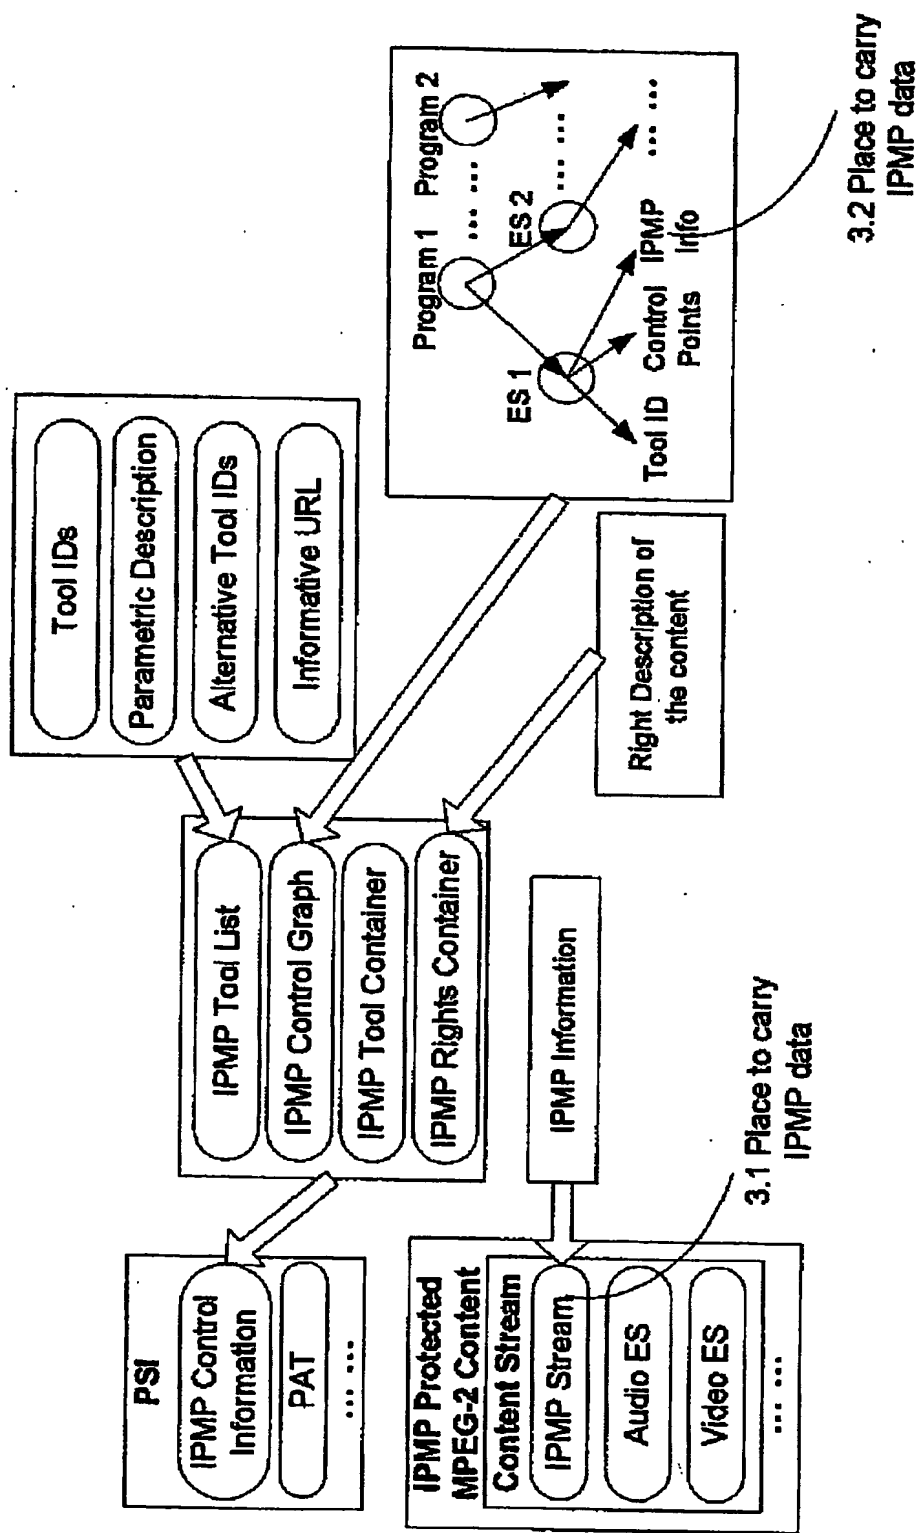 PSI
IPMP Control
Information
PAT
... ...
IPMP Protected
MPEG-2 Content
Content Stream
IPMP Stream
Audio ES
Video ES
... ...
IPMP Tool List
IPMP Control Graph
IPMP Tool Container
IPMP Rights Container
IPMP Information
3.1 Place to carry
IPMP data
Tool IDs
Parametric Description
Alternative Tool IDs
Informative URL
Right Description of
the content
Program 1
... ...
Program 2
ES 1
ES 2
... ...
Tool ID
Control
Points
IPMP
Info
... ...
3.2 Place to carry
IPMP data